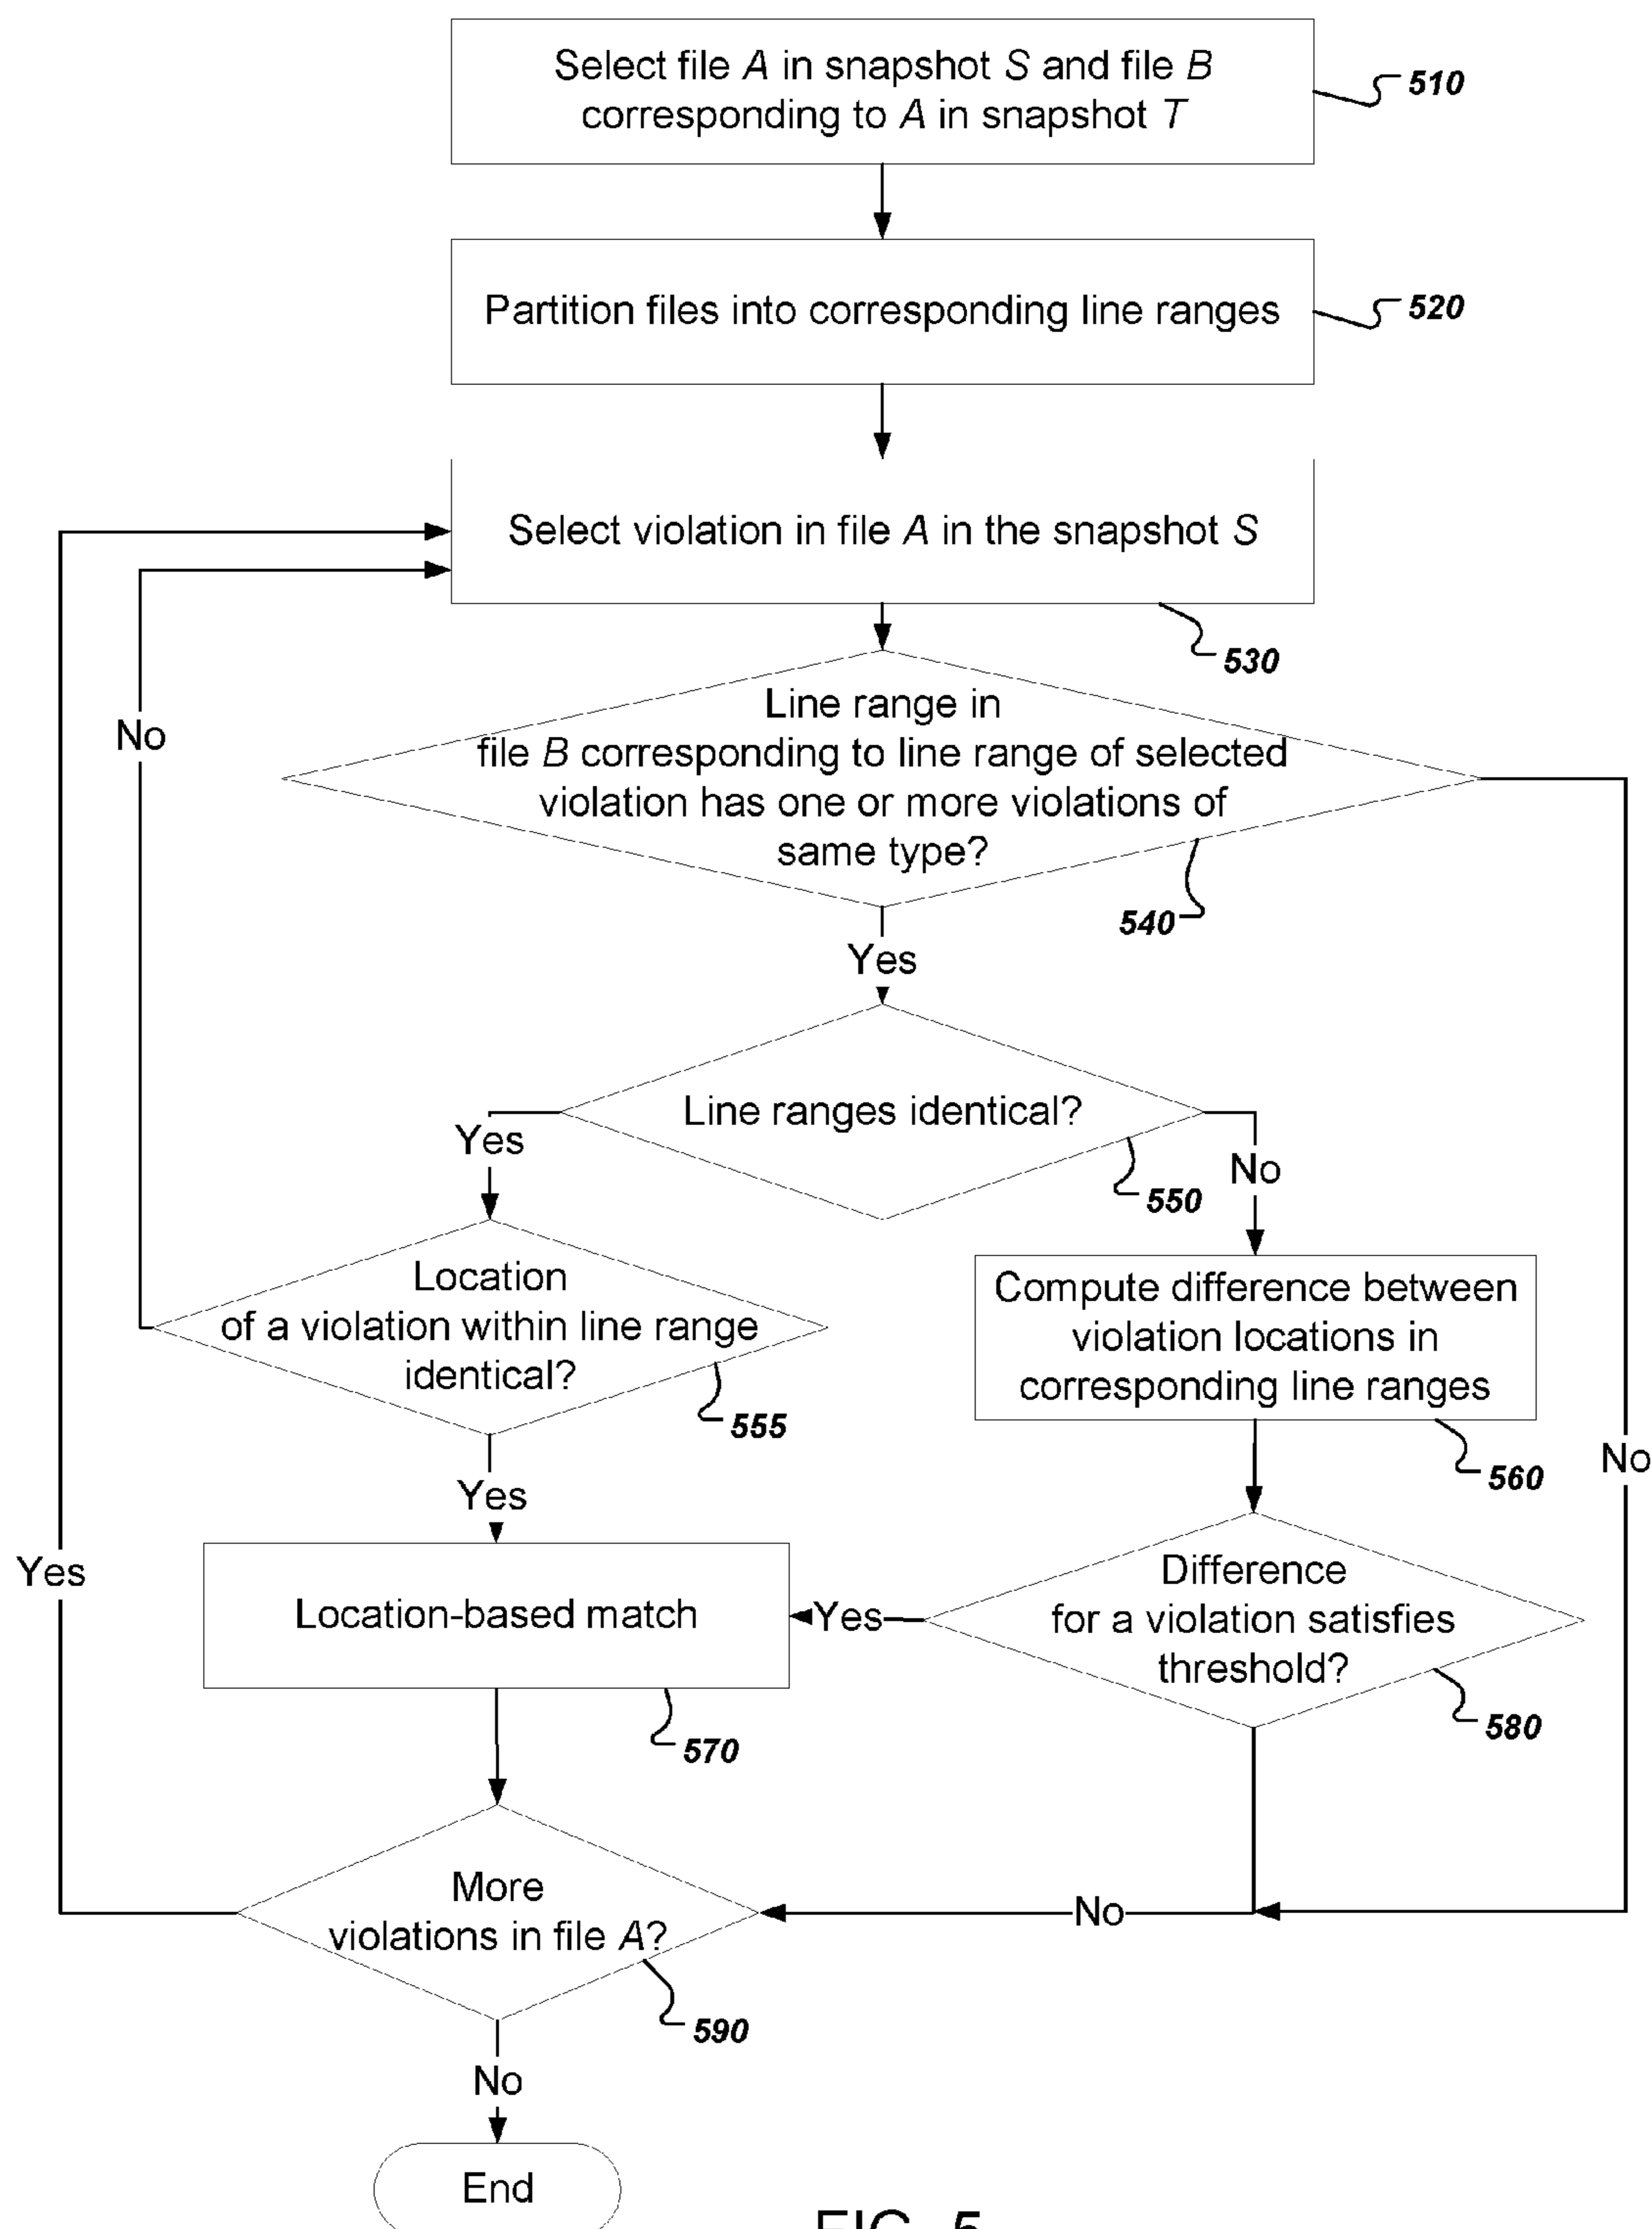 Select file A in snapshot S and file B
corresponding to A in snapshot T
510
Partition files into corresponding line ranges
520
Select violation in file A in the snapshot S
530
No
Line range in
file B corresponding to line range of selected
violation has one or more violations of
same type?
540
Yes
Line ranges identical?
550
Yes
No
Location
of a violation within line range
identical?
555
Compute difference between
violation locations in
corresponding line ranges
560
No
Yes
Yes
Location-based match
570
Yes
Difference
for a violation satisfies
threshold?
580
More
violations in file A?
590
No
No
End
FIG. 5